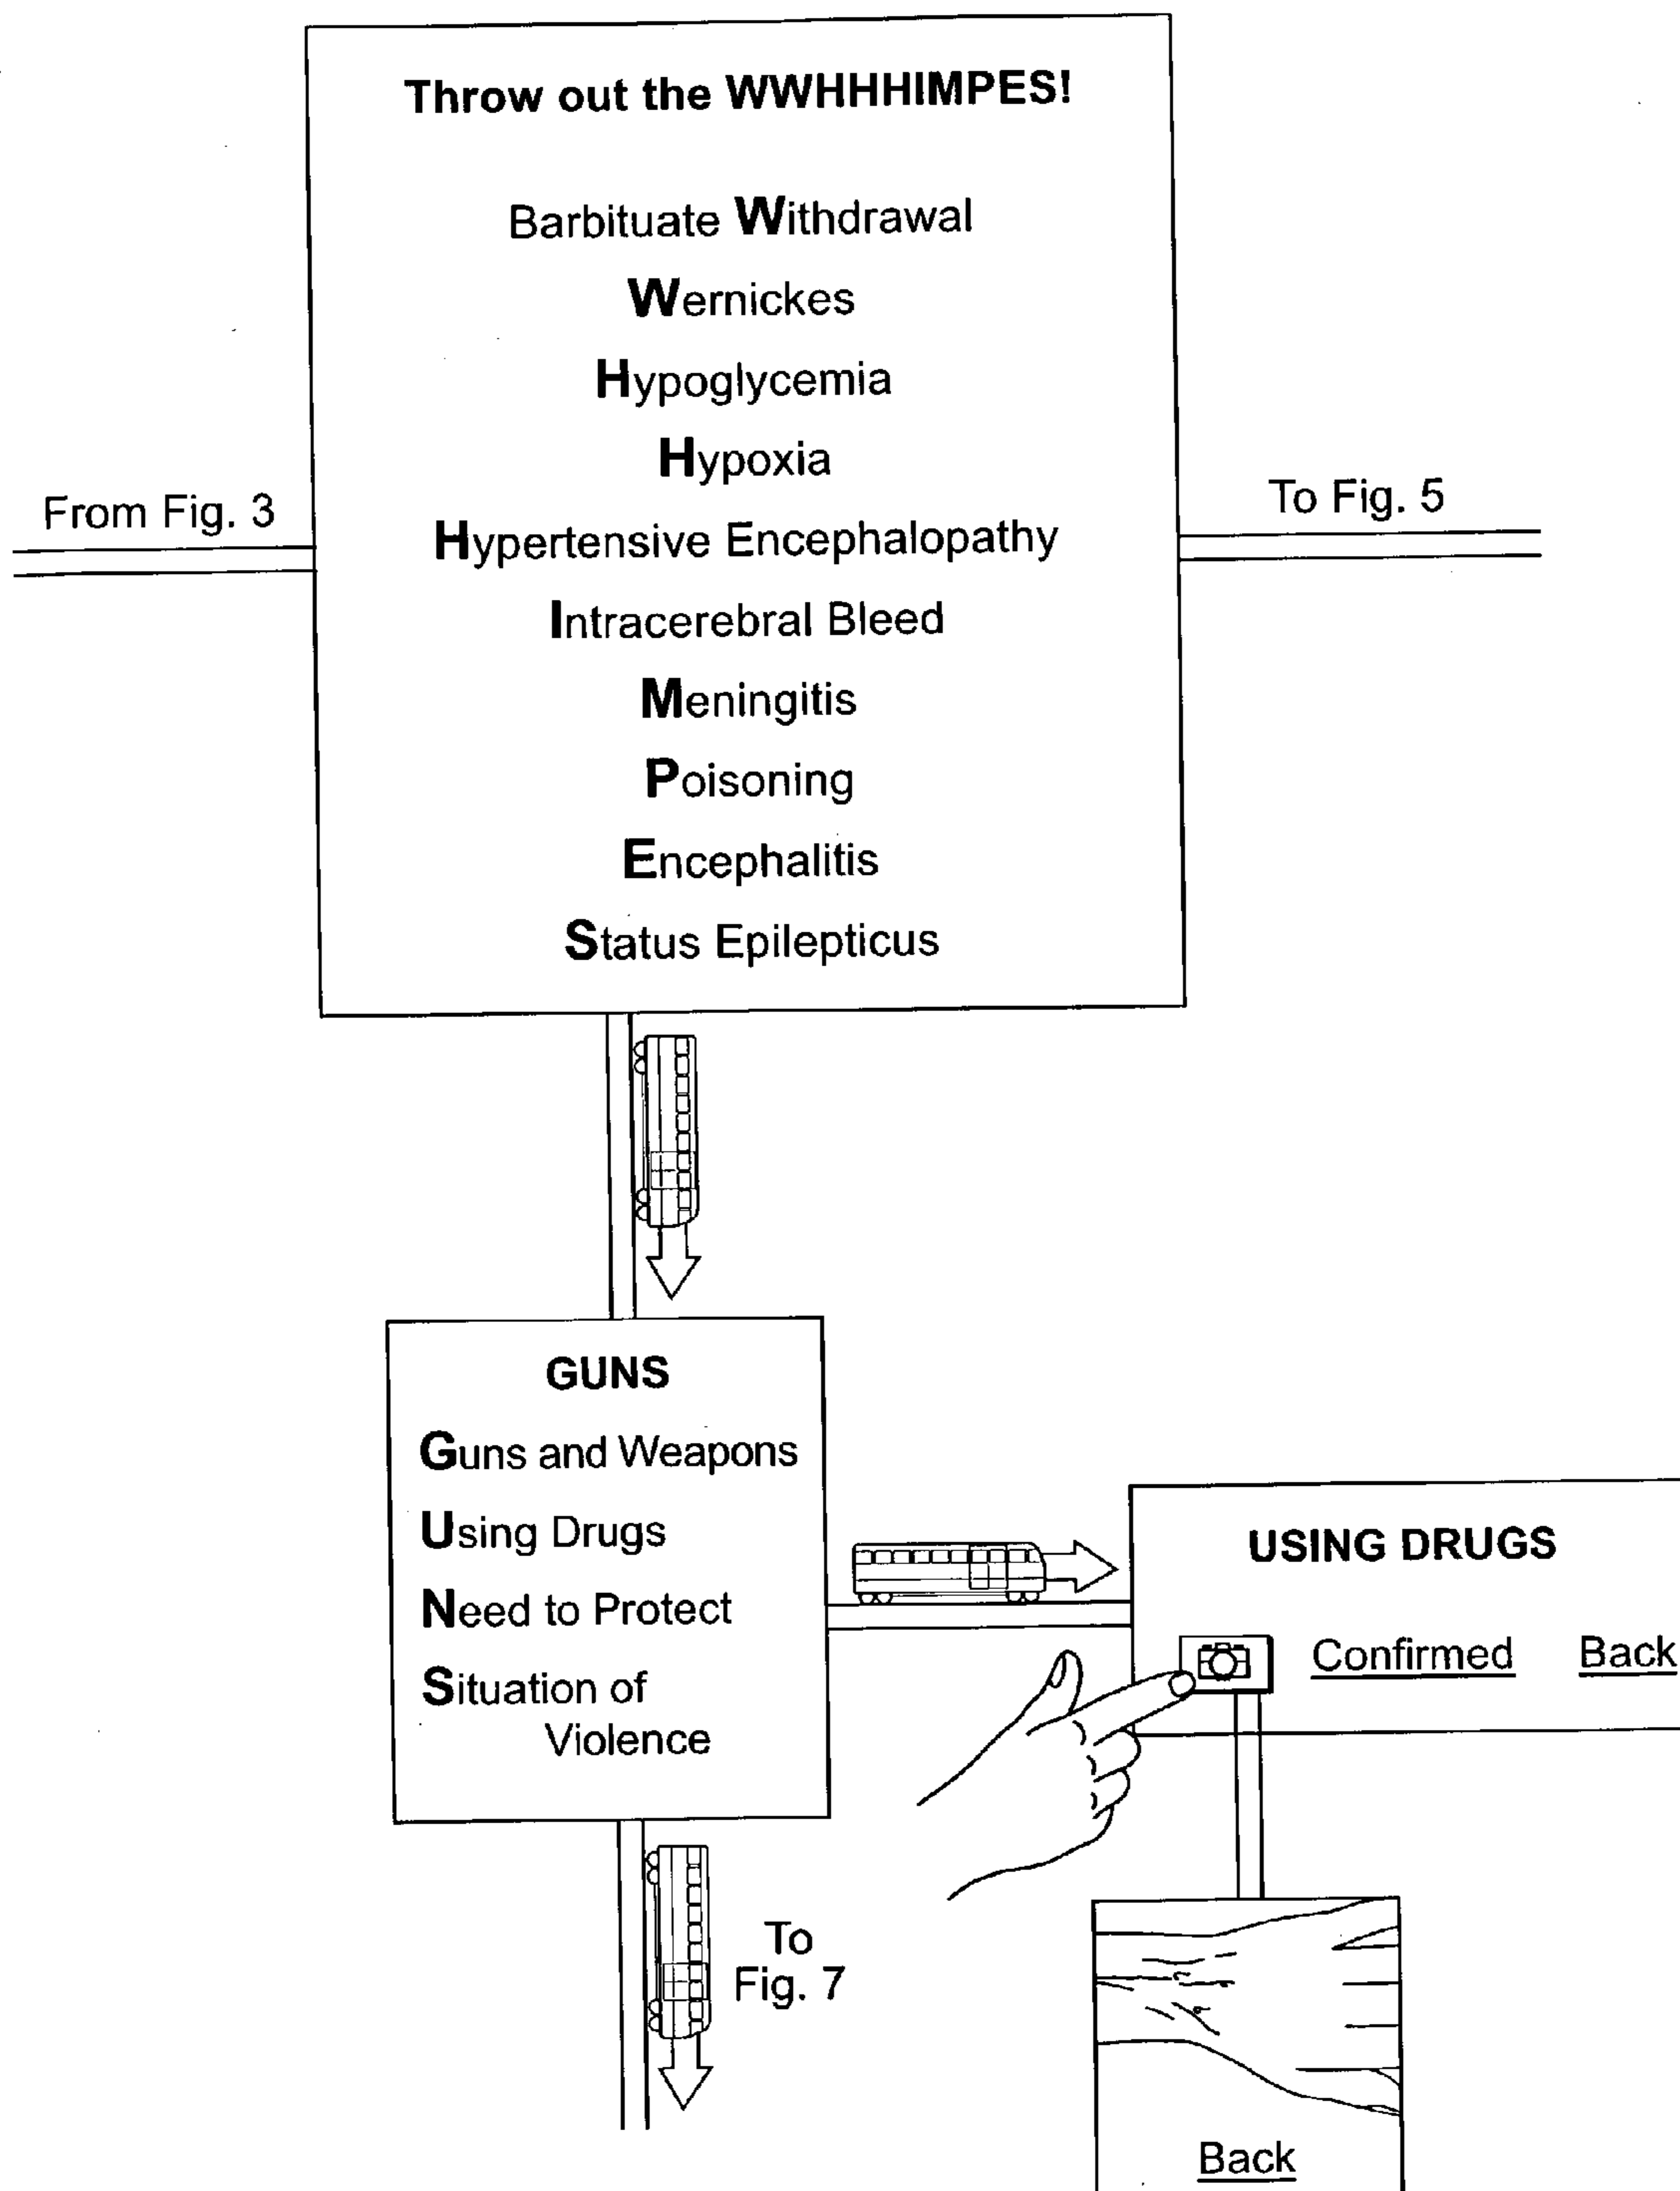 Throw out the WWHHHIMPES!
Barbituate Withdrawal
Wernickes
Hypoglycemia
Hypoxia
From Fig. 3
To Fig. 5
Hypertensive Encephalopathy
Intracerebral Bleed
Meningitis
Poisoning
Encephalitis
Status Epilepticus
GUNS
Guns and Weapons
Using Drugs
Need to Protect
Situation of
Violence
USING DRUGS
Confirmed Back
To
Fig. 7
Back